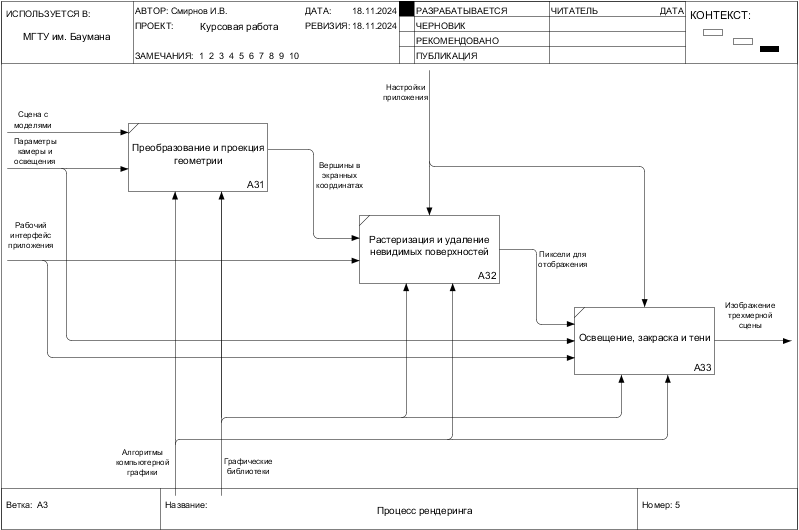 ИСПОЛЬЗУЕТСЯ В:
МГТУ им. Баумана
АВТОР: Смирнов И.В.
ДАТА: 18.11.2024
ПРОЕКТ: Курсовая работа
РЕВИЗИЯ: 18.11.2024
ЗАМЕЧАНИЯ: 1 2 3 4 5 6 7 8 9 10
РАЗРАБАТЫВАЕТСЯ
ЧЕРНОВИК
РЕКОМЕНДОВАНО
ПУБЛИКАЦИЯ
ЧИТАТЕЛЬ ДАТА
КОНТЕКСТ:
Настройки
приложения
Сцена с
моделями
Параметры
камеры и
освещения
Преобразование и проекция
геометрии
A31
Вершины в
экранных
координатах
Рабочий
интерфейс
приложения
Растеризация и удаление
невидимых поверхностей
A32
Пиксели для
отображения
Освещение, закраска и тени
A33
Изображение
трехмерной
сцены
Алгоритмы
компьютерной
графики
Графические
библиотеки
Ветка: A3
Название:
Процесс рендеринга
Номер: 5